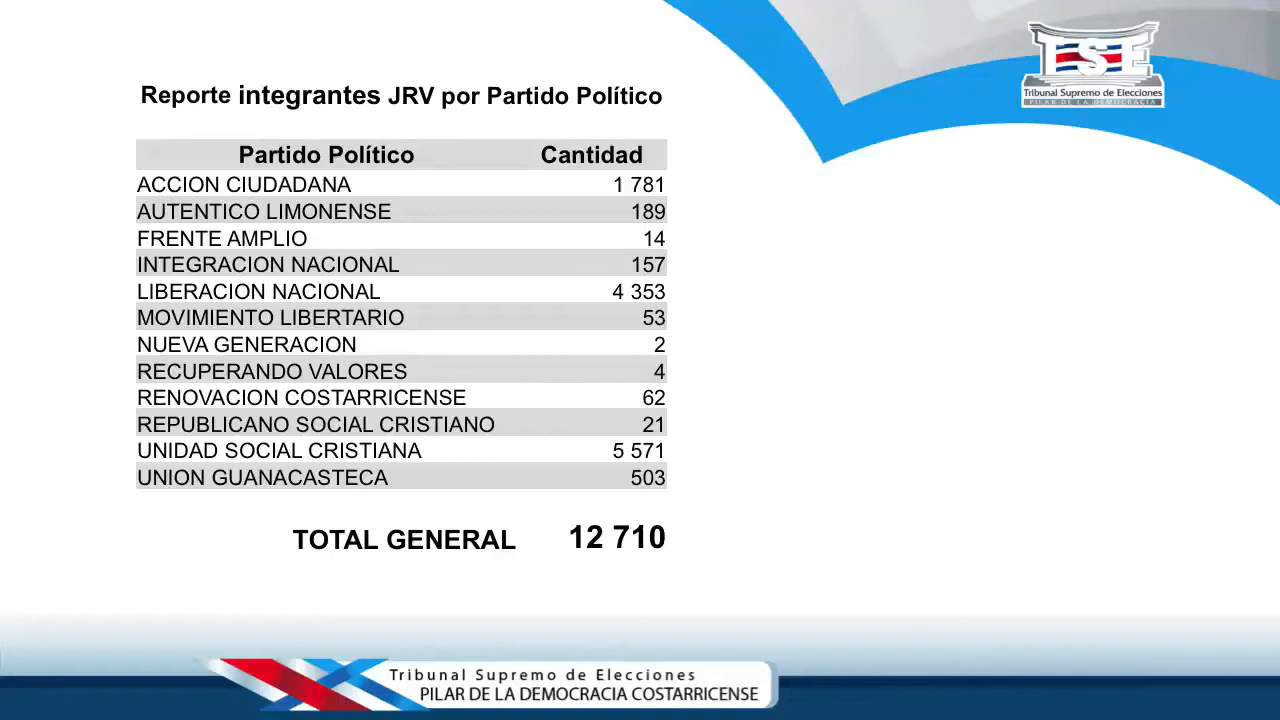 TSE
Tribunal Supremo de Elecciones
PILAR DE LA DEMOCRACIA
Reporte integrantes JRV por Partido Político
Partido Político Cantidad
ACCION CIUDADANA 1 781
AUTENTICO LIMONENSE 189
FRENTE AMPLIO 14
INTEGRACION NACIONAL 157
LIBERACION NACIONAL 4 353
MOVIMIENTO LIBERTARIO 53
NUEVA GENERACION 2
RECUPERANDO VALORES 4
RENOVACION COSTARRICENSE 62
REPUBLICANO SOCIAL CRISTIANO 21
UNIDAD SOCIAL CRISTIANA 5 571
UNION GUANACASTECA 503
TOTAL GENERAL 12 710
Tribunal Supremo de Elecciones
PILAR DE LA DEMOCRACIA COSTARRICENSE